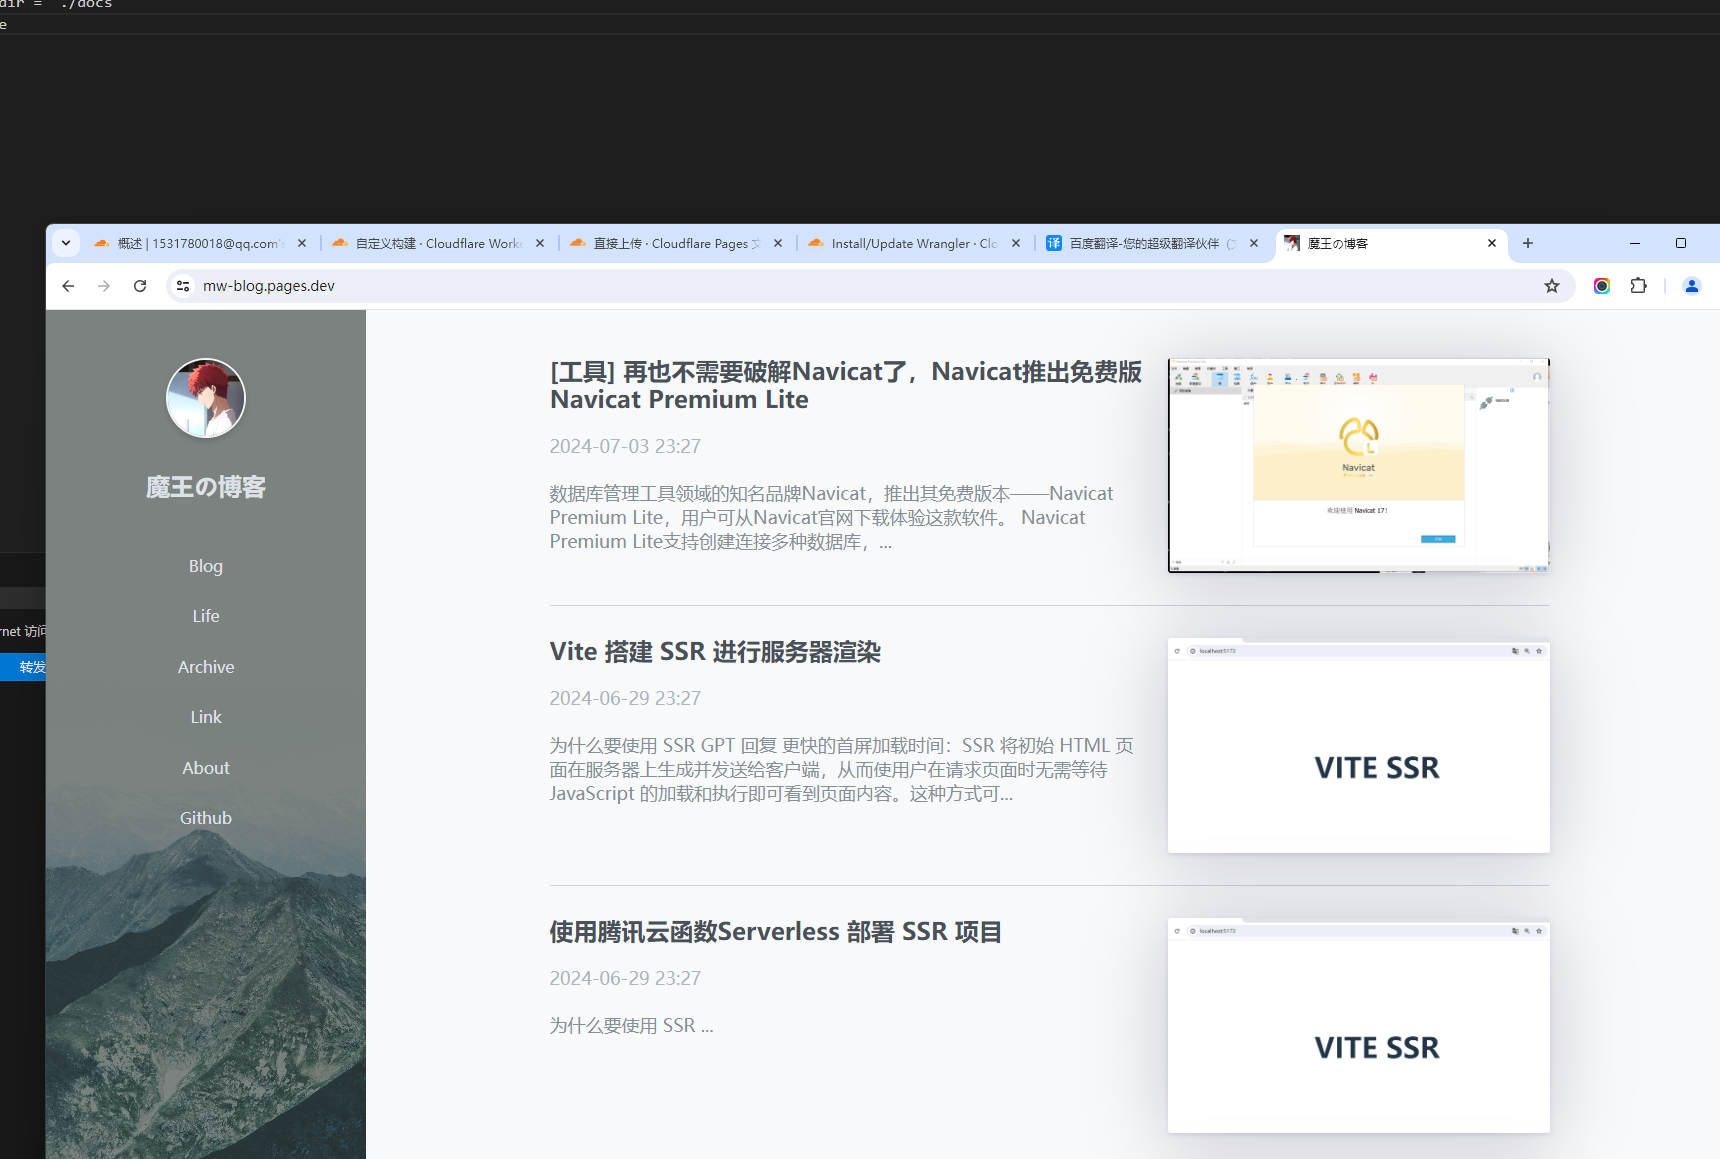 dir = "./docs
e
概述 | 1531780018@qq.com's
自定义构建 · Cloudflare Worke
直接上传 · Cloudflare Pages 文
Install/Update Wrangler · Clo
译 百度翻译-您的超级翻译伙伴（文
魔王の博客
mw-blog.pages.dev
rnet 访问
转发
魔王の博客
Blog
Life
Archive
Link
About
Github
[工具] 再也不需要破解Navicat了，Navicat推出免费版
Navicat Premium Lite
2024-07-03 23:27
数据库管理工具领域的知名品牌Navicat，推出其免费版本——Navicat
Premium Lite，用户可从Navicat官网下载体验这款软件。 Navicat
Premium Lite支持创建连接多种数据库，...
Navicat
欢迎使用 Navicat 17！
Vite 搭建 SSR 进行服务器渲染
2024-06-29 23:27
为什么要使用 SSR GPT 回复 更快的首屏加载时间：SSR 将初始 HTML 页
面在服务器上生成并发送给客户端，从而使用户在请求页面时无需等待
JavaScript 的加载和执行即可看到页面内容。这种方式可...
localhost:5173
VITE SSR
使用腾讯云函数Serverless 部署 SSR 项目
2024-06-29 23:27
为什么要使用 SSR ...
localhost:5173
VITE SSR